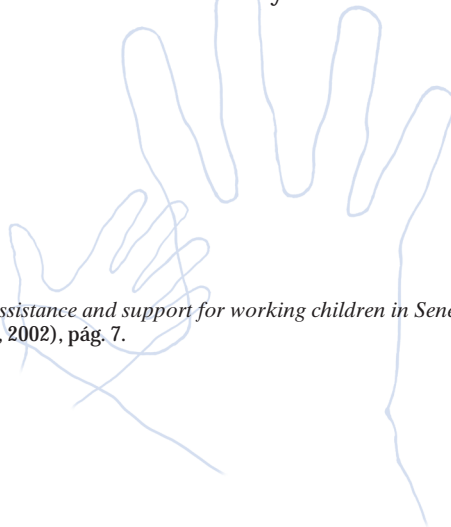 ssistance and support for working children in Sene
, 2002), pág. 7.